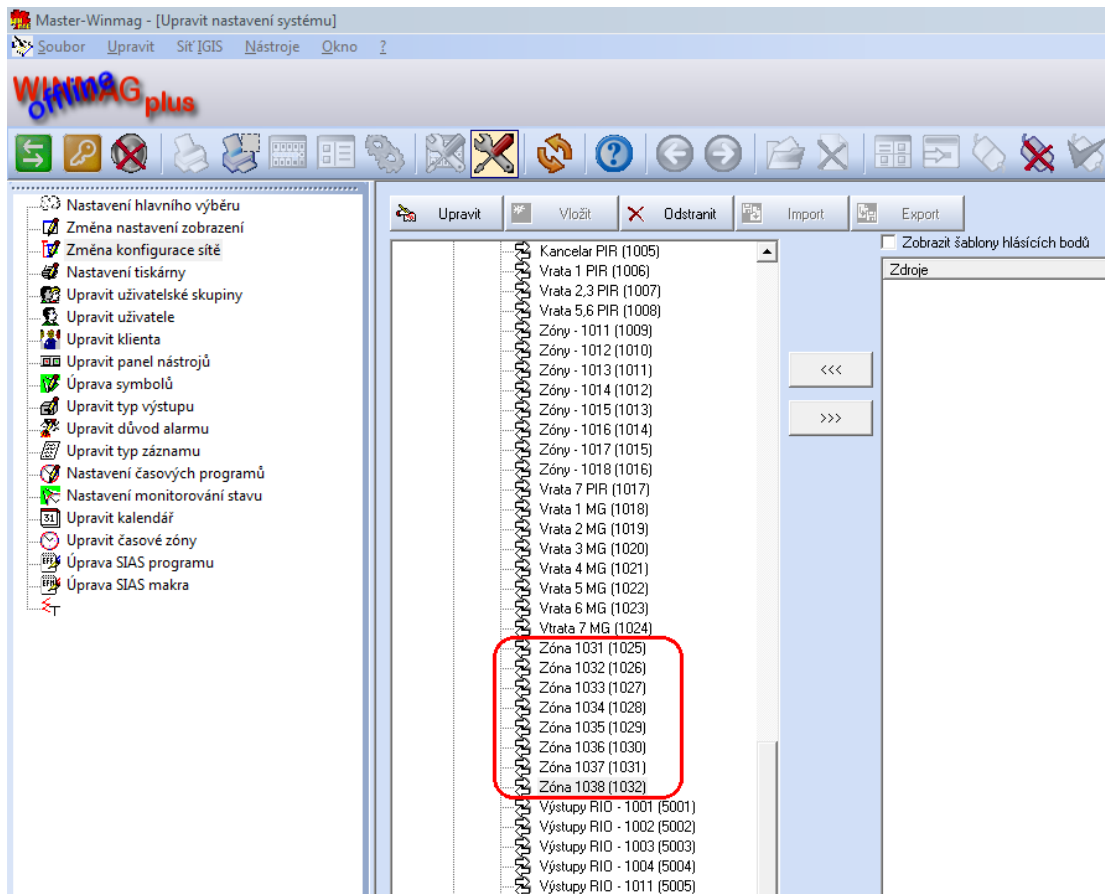 Master-Winmag - [Upravit nastavení systému]
Soubor Upravit Síť IGIS Nástroje Okno ?
WINMAG plus
offline
Nastavení hlavního výběru
Změna nastavení zobrazení
Změna konfigurace sítě
Nastavení tiskárny
Upravit uživatelské skupiny
Upravit uživatele
Upravit klienta
Upravit panel nástrojů
Úprava symbolů
Upravit typ výstupu
Upravit důvod alarmu
Upravit typ záznamu
Nastavení časových programů
Nastavení monitorování stavu
Upravit kalendář
Upravit časové zóny
Úprava SIAS programu
Úprava SIAS makra
Upravit Vložit Odstranit Import Export
Kancelar PIR (1005)
Vrata 1 PIR (1006)
Vrata 2,3 PIR (1007)
Vrata 5,6 PIR (1008)
Zóny - 1011 (1009)
Zóny - 1012 (1010)
Zóny - 1013 (1011)
Zóny - 1014 (1012)
Zóny - 1015 (1013)
Zóny - 1016 (1014)
Zóny - 1017 (1015)
Zóny - 1018 (1016)
Vrata 7 PIR (1017)
Vrata 1 MG (1018)
Vrata 2 MG (1019)
Vrata 3 MG (1020)
Vrata 4 MG (1021)
Vrata 5 MG (1022)
Vrata 6 MG (1023)
Vtrata 7 MG (1024)
Zóna 1031 (1025)
Zóna 1032 (1026)
Zóna 1033 (1027)
Zóna 1034 (1028)
Zóna 1035 (1029)
Zóna 1036 (1030)
Zóna 1037 (1031)
Zóna 1038 (1032)
Výstupy RIO - 1001 (5001)
Výstupy RIO - 1002 (5002)
Výstupy RIO - 1003 (5003)
Výstupy RIO - 1004 (5004)
Výstupy RIO - 1011 (5005)
<<<
>>>
Zobrazit šablony hlásících bodů
Zdroje